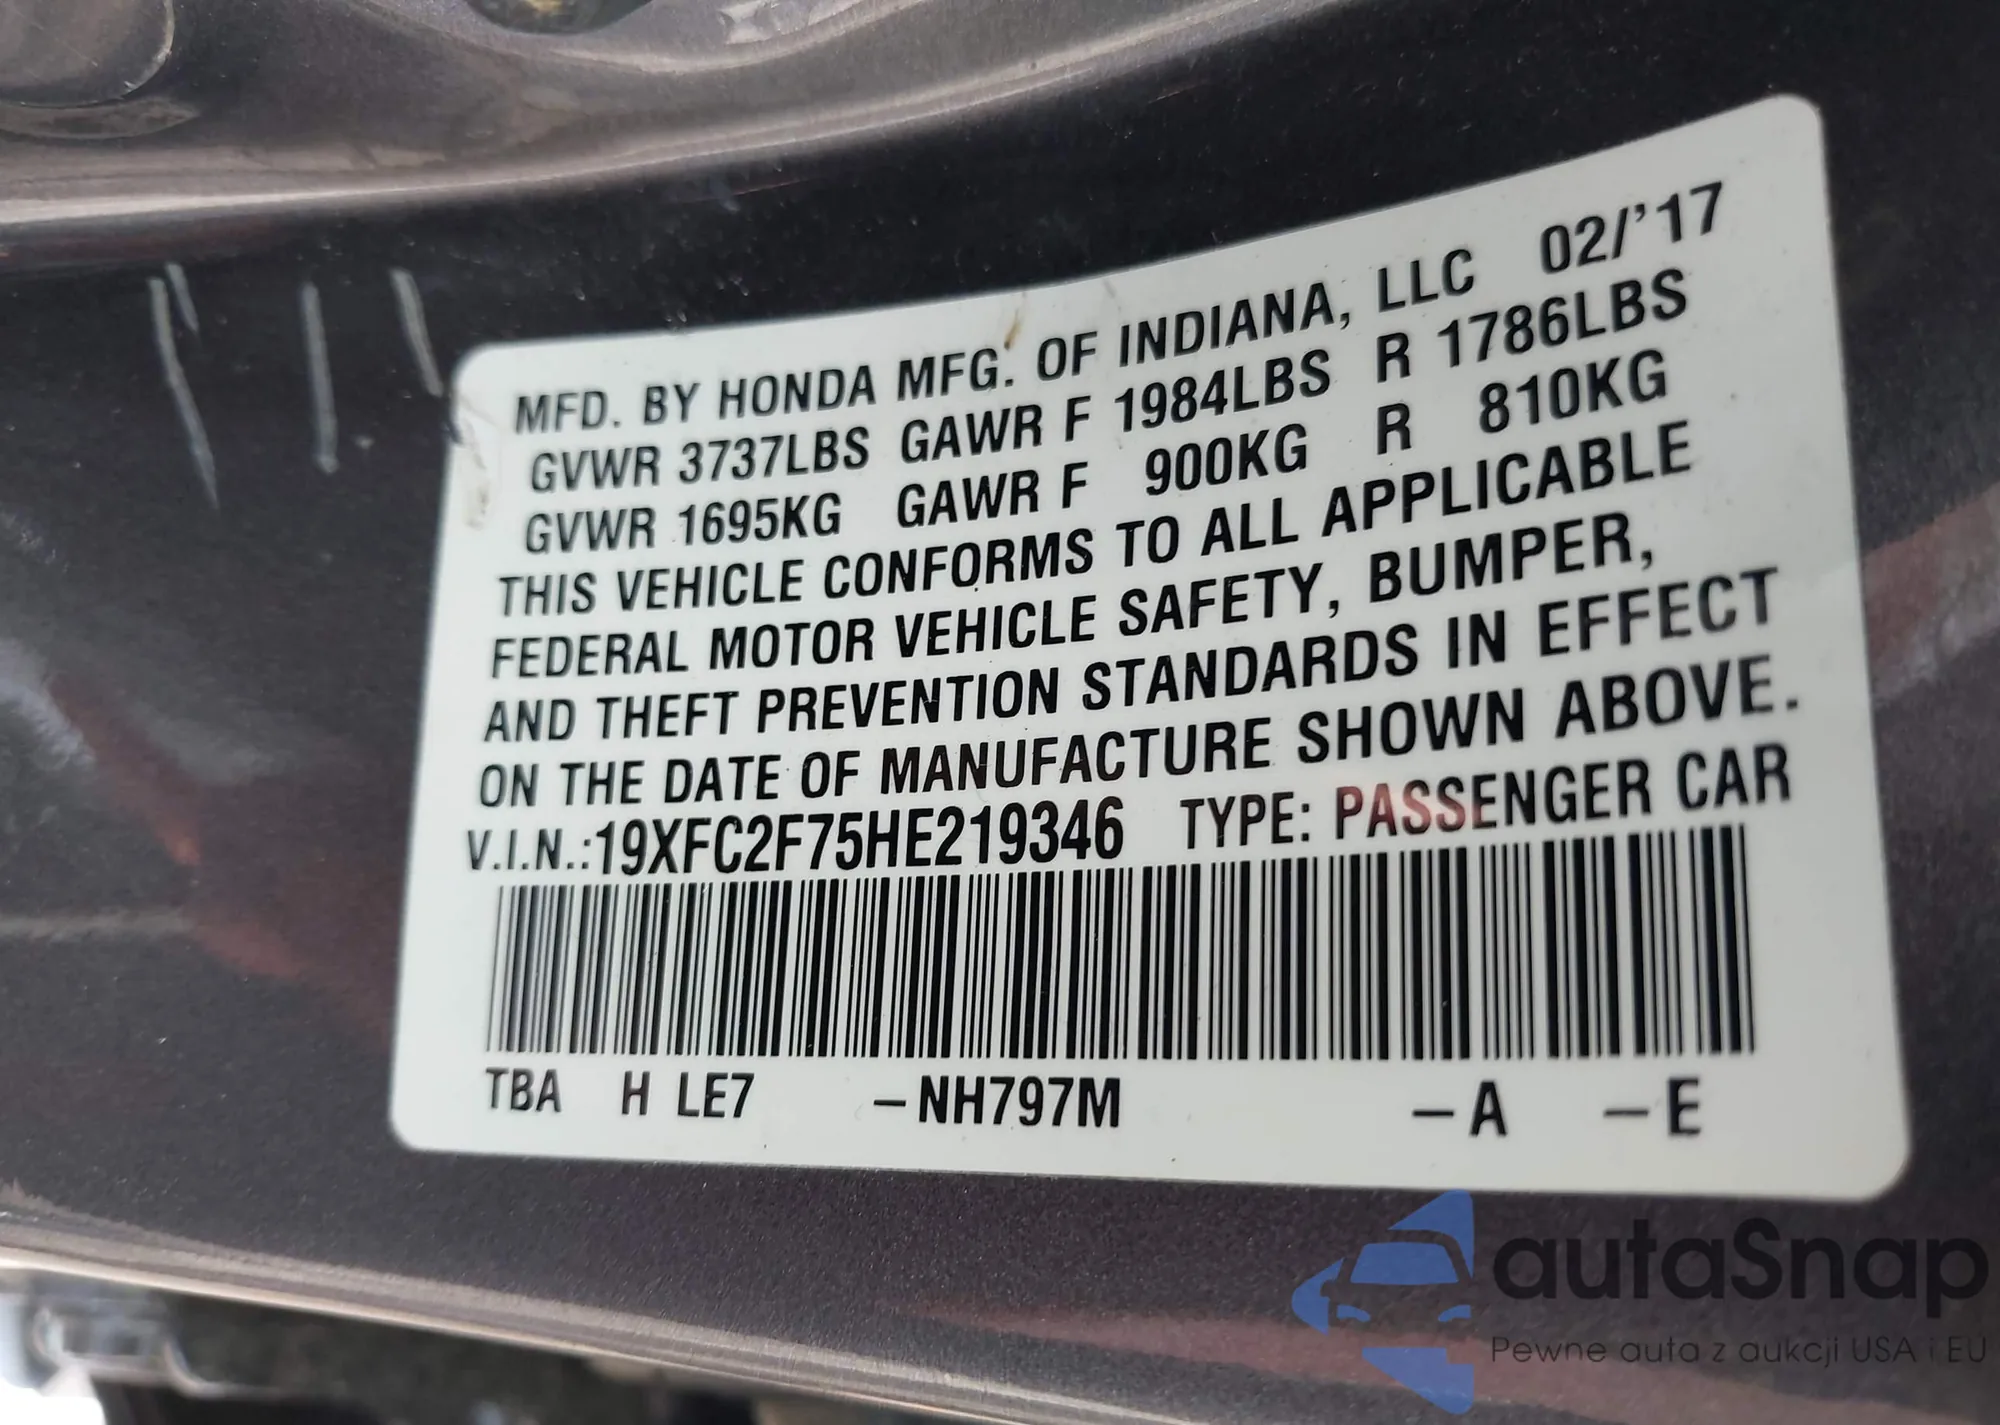 MFD. BY HONDA MFG. OF INDIANA, LLC 02/'17
GVWR 3737LBS GAWR F 1984LBS R 1786LBS
GVWR 1695KG GAWR F 900KG R 810KG
THIS VEHICLE CONFORMS TO ALL APPLICABLE
FEDERAL MOTOR VEHICLE SAFETY, BUMPER,
AND THEFT PREVENTION STANDARDS IN EFFECT
ON THE DATE OF MANUFACTURE SHOWN ABOVE.
V.I.N.:19XFC2F75HE219346 TYPE: PASSENGER CAR
TBA H LE7 –NH797M –A –E
autaSnap
Pewne auta z aukcji USA i EU